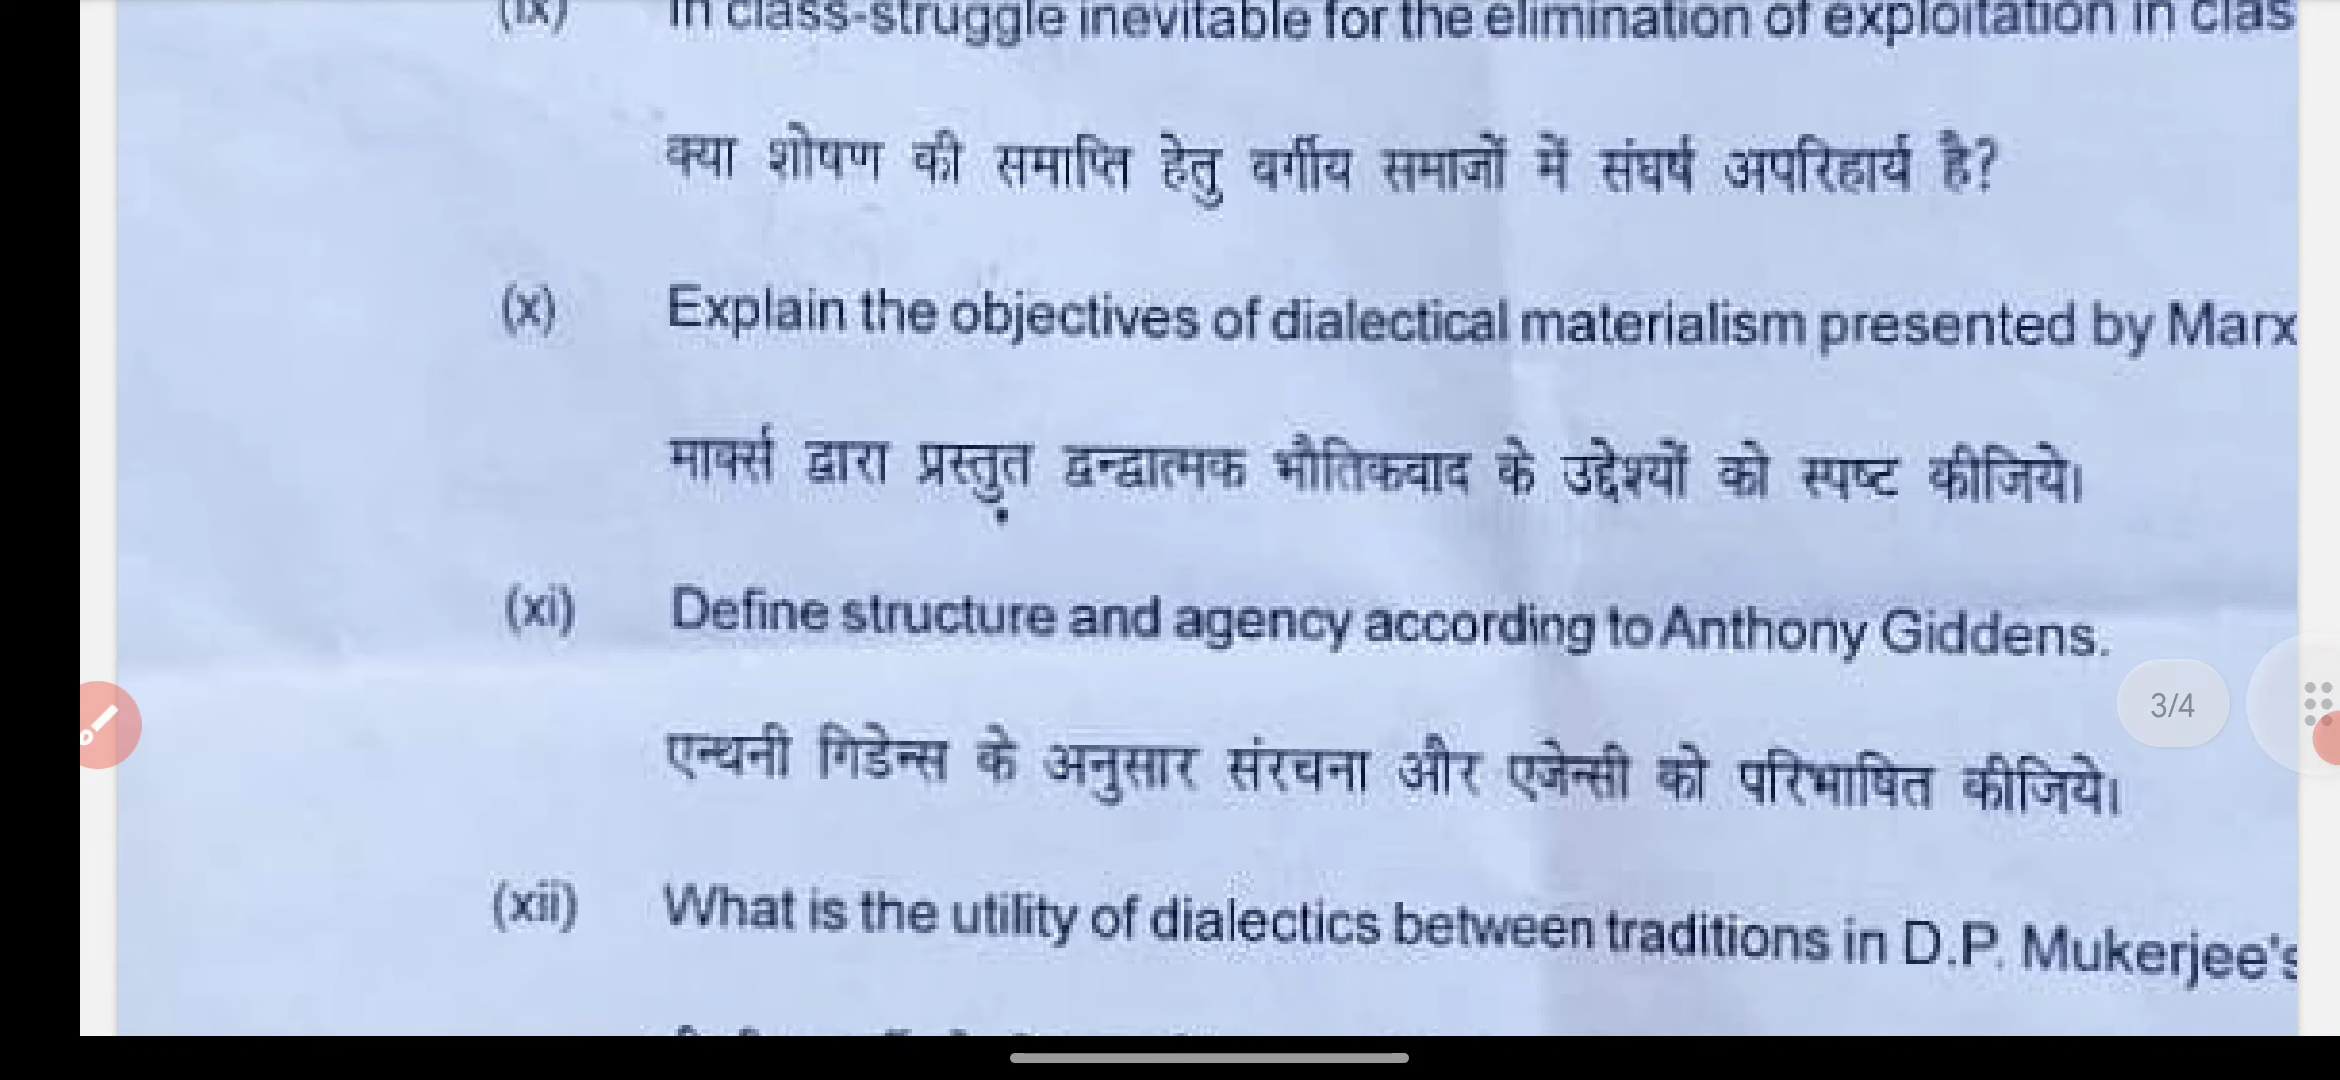 (ix) In class-struggle inevitable for the elimination of exploitation in clas
क्या शोषण की समाप्ति हेतु वर्गीय समाजों में संघर्ष अपरिहार्य है?
(x) Explain the objectives of dialectical materialism presented by Marx
मार्क्स द्वारा प्रस्तुत द्वन्द्वात्मक भौतिकवाद के उद्देश्यों को स्पष्ट कीजिये।
(xi) Define structure and agency according to Anthony Giddens.
3/4
एन्थनी गिडेन्स के अनुसार संरचना और एजेन्सी को परिभाषित कीजिये।
(xii) What is the utility of dialectics between traditions in D.P. Mukerjee's